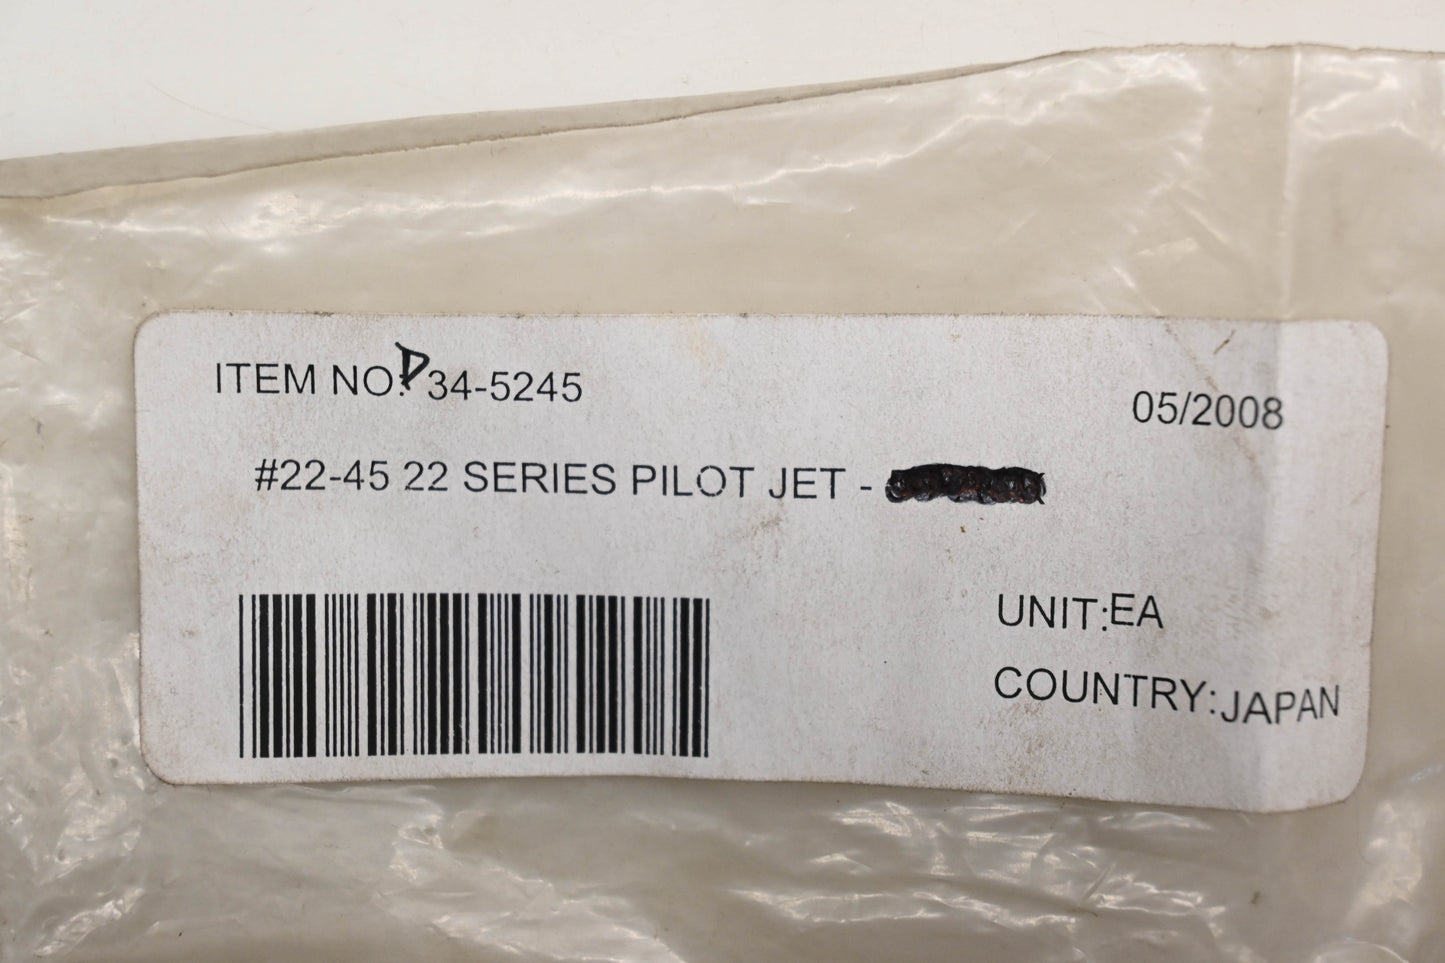 ITEM NO.: P34-5245
05/2008
#22-45 22 SERIES PILOT JET -
UNIT:EA
COUNTRY:JAPAN